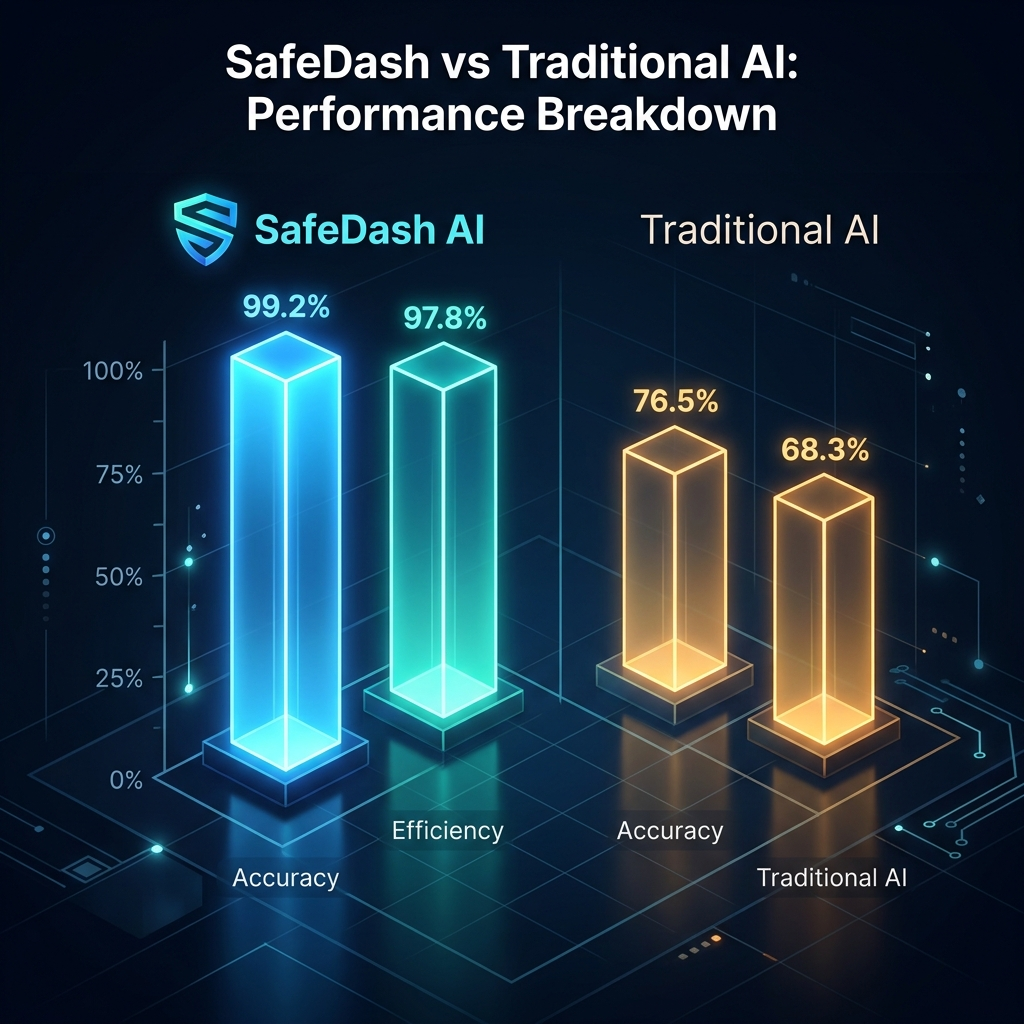 SafeDash vs Traditional AI:
Performance Breakdown
SafeDash AI
Traditional AI
99.2%
97.8%
76.5%
68.3%
100%
75%
50%
25%
0%
Efficiency
Accuracy
Accuracy
Traditional AI